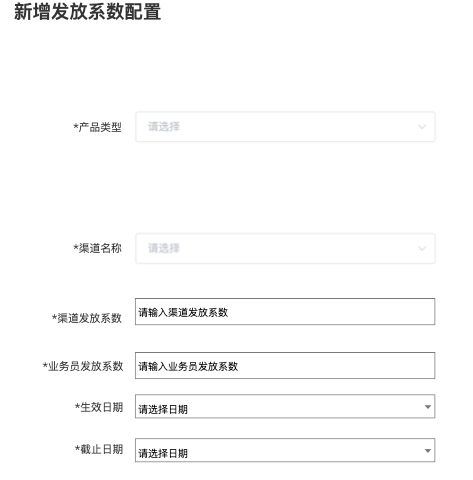 新增发放系数配置
*产品类型 请选择
*渠道名称 请选择
*渠道发放系数 请输入渠道发放系数
*业务员发放系数 请输入业务员发放系数
*生效日期 请选择日期
*截止日期 请选择日期